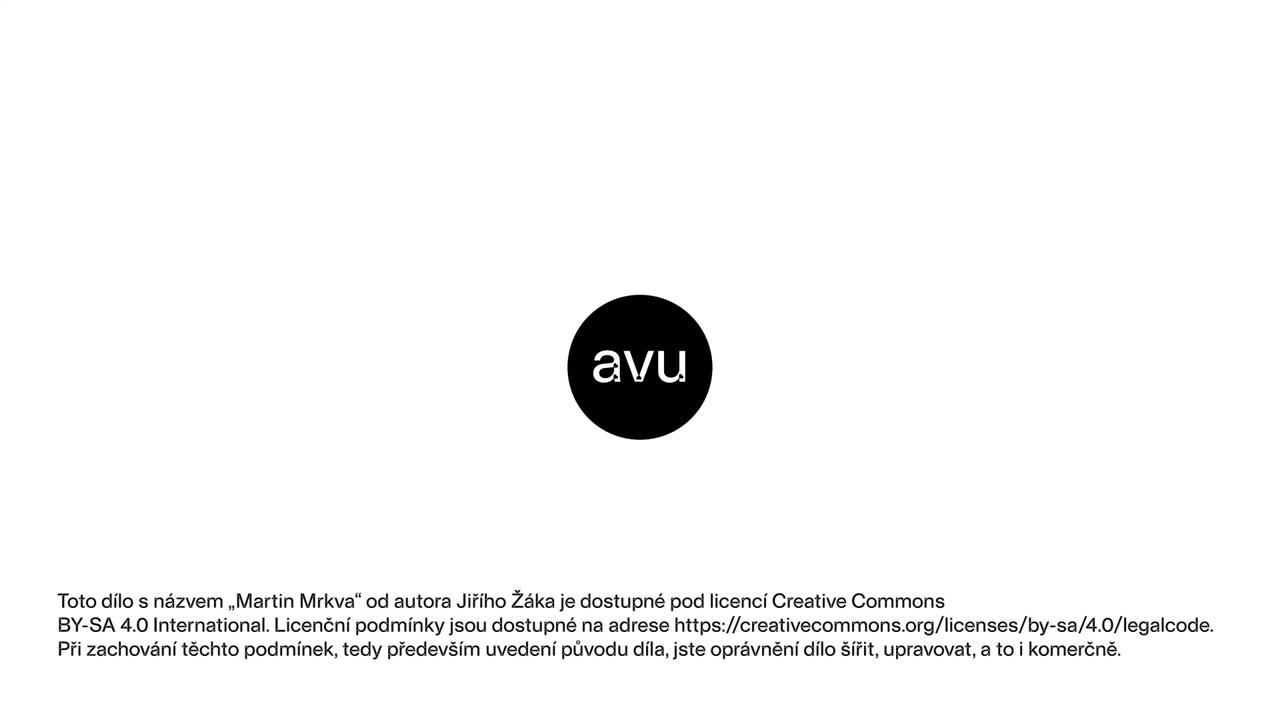 avu
Toto dílo s názvem „Martin Mrkva“ od autora Jiřího Žáka je dostupné pod licencí Creative Commons
BY-SA 4.0 International. Licenční podmínky jsou dostupné na adrese https://creativecommons.org/licenses/by-sa/4.0/legalcode.
Při zachování těchto podmínek, tedy především uvedení původu díla, jste oprávnění dílo šířit, upravovat, a to i komerčně.